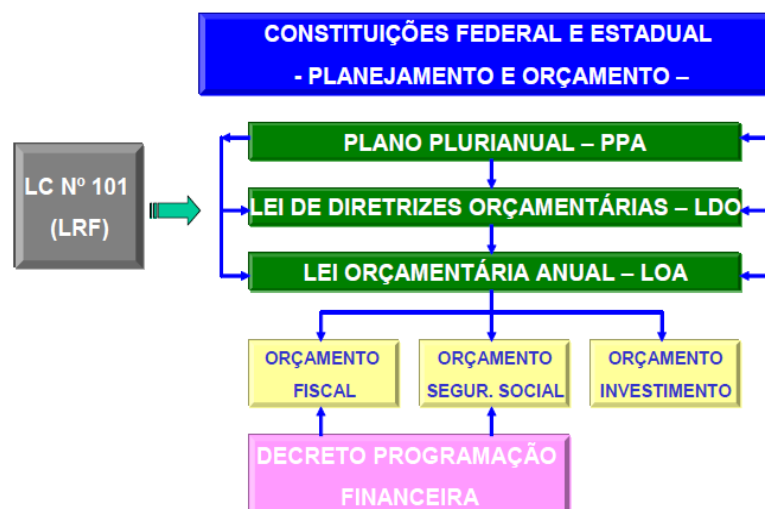 CONSTITUIÇÕES FEDERAL E ESTADUAL
- PLANEJAMENTO E ORÇAMENTO –
PLANO PLURIANUAL – PPA
LC Nº 101
(LRF)
LEI DE DIRETRIZES ORÇAMENTÁRIAS – LDO
LEI ORÇAMENTÁRIA ANUAL – LOA
ORÇAMENTO
FISCAL
ORÇAMENTO
SEGUR. SOCIAL
ORÇAMENTO
INVESTIMENTO
DECRETO PROGRAMAÇÃO
FINANCEIRA